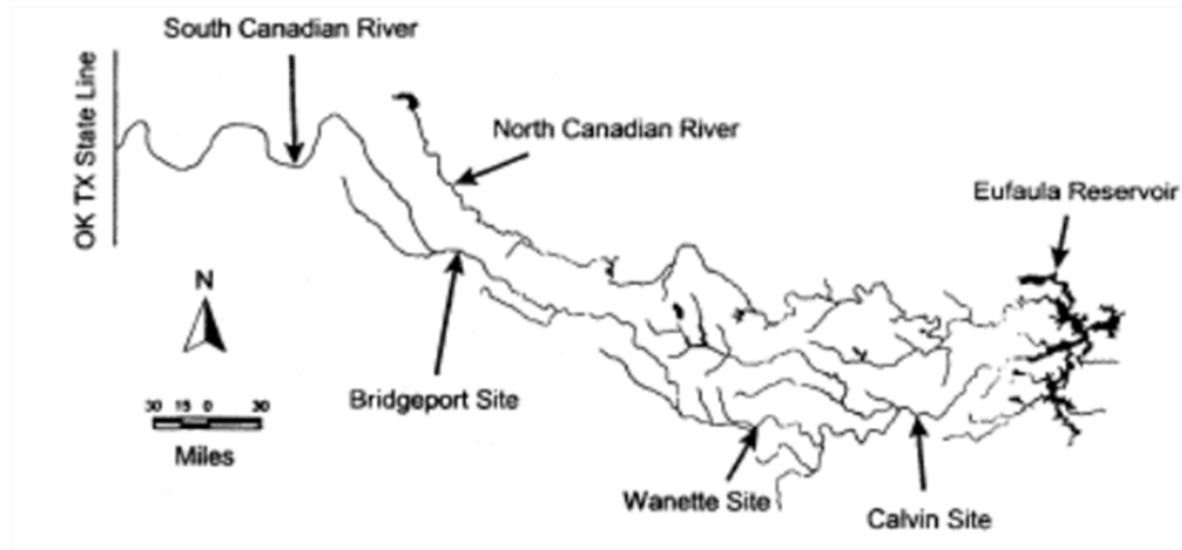 South Canadian River
OK TX State Line
North Canadian River
Eufaula Reservoir
N
30 15 0 30
Miles
Bridgeport Site
Wanette Site
Calvin Site